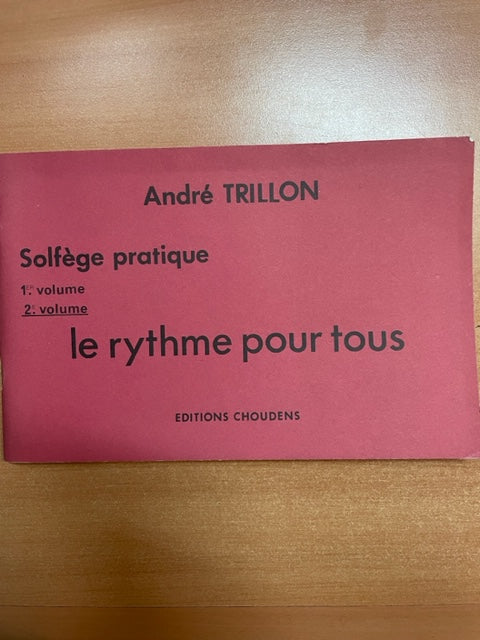 André TRILLON
Solfège pratique
1er. volume
2e. volume
le rythme pour tous
EDITIONS CHOUDENS